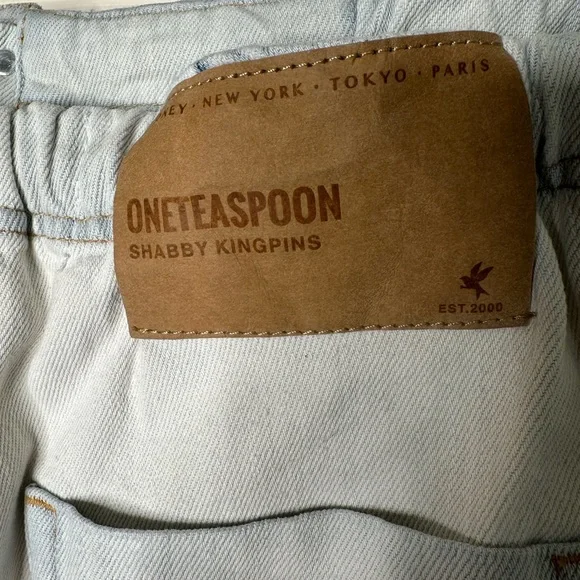 NEY · NEW YORK · TOKYO · PARIS
ONETEASPOON
SHABBY KINGPINS
EST.2000